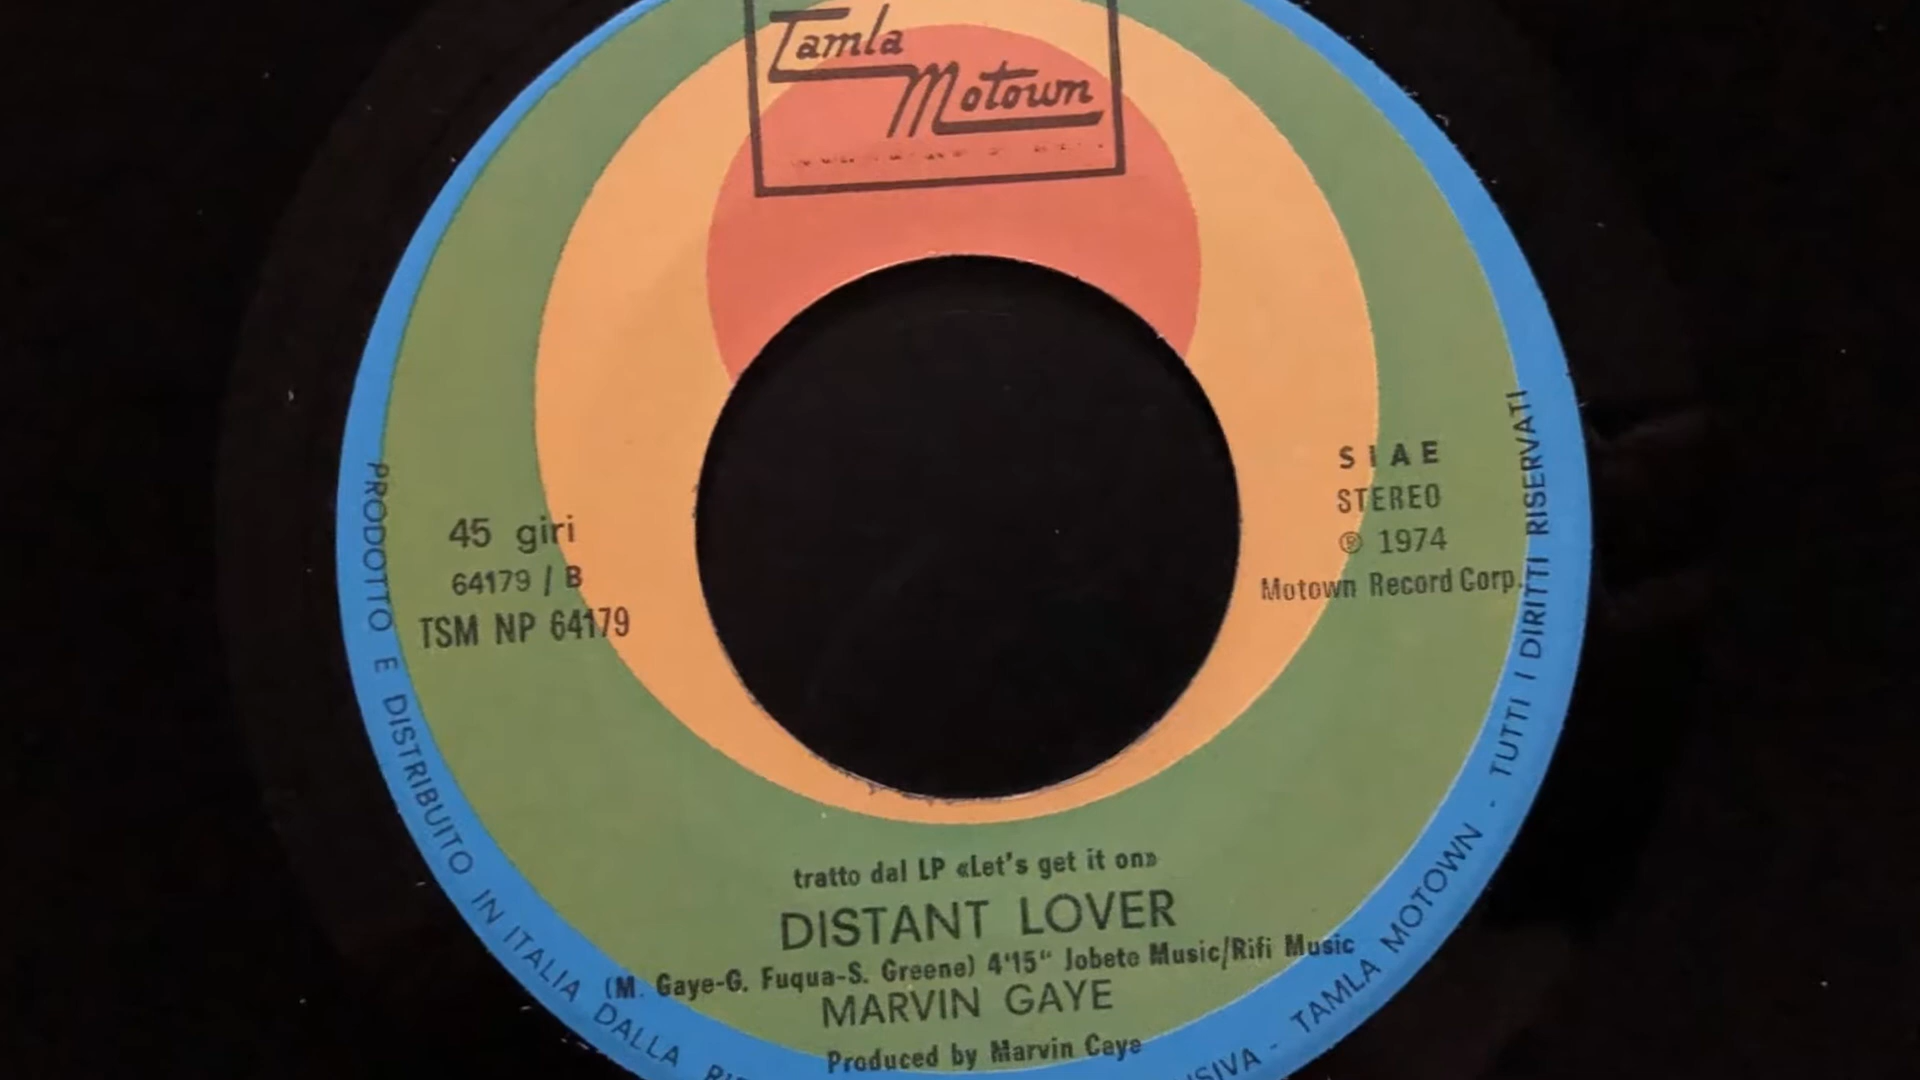 Tamla
Motown
45 giri
64179 / B
TSM NP 64179
SIAE
STEREO
℗ 1974
Motown Record Corp.
tratto dal LP «Let's get it on»
DISTANT LOVER
(M. Gaye-G. Fuqua-S. Greene) 4'15" Jobete Music/Rifi Music
MARVIN GAYE
Produced by Marvin Gaye
PRODOTTO E DISTRIBUITO IN ITALIA DALLA
TAMLA MOTOWN - TUTTI I DIRITTI RISERVATI